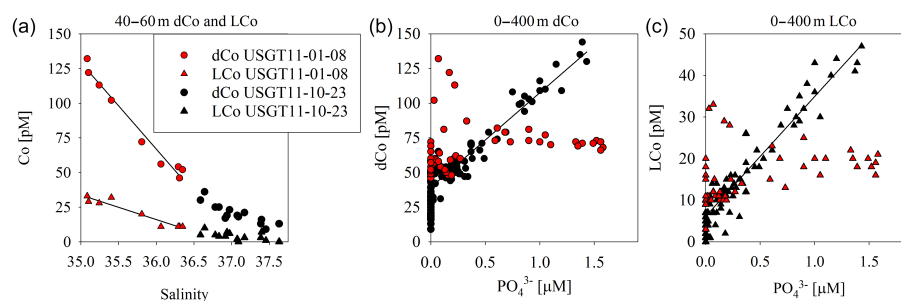 (a) 40–60 m dCo and LCo
Co [pM]
150
125
100
75
50
25
0
35.0 35.5 36.0 36.5 37.0 37.5
Salinity
dCo USGT11-01-08
LCo USGT11-01-08
dCo USGT11-10-23
LCo USGT11-10-23
(b) 0–400 m dCo
dCo [pM]
150
125
100
75
50
25
0
0.0 0.5 1.0 1.5
PO₄³⁻ [µM]
(c) 0–400 m LCo
LCo [pM]
50
40
30
20
10
0
0.0 0.5 1.0 1.5
PO₄³⁻ [µM]